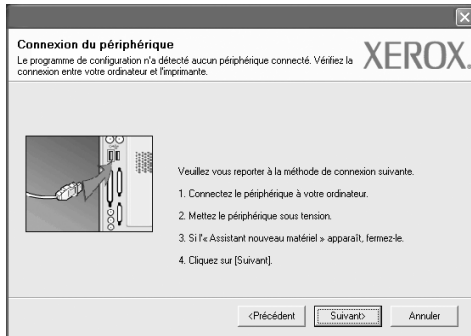 Connexion du périphérique
Le programme de configuration n'a détecté aucun périphérique connecté. Vérifiez la
connexion entre votre ordinateur et l'imprimante.
XEROX.
Veuillez vous reporter à la méthode de connexion suivante.
1. Connectez le périphérique à votre ordinateur.
2. Mettez le périphérique sous tension.
3. Si l'« Assistant nouveau matériel » apparaît, fermez-le.
4. Cliquez sur [Suivant].
<Précédent
Suivant>
Annuler